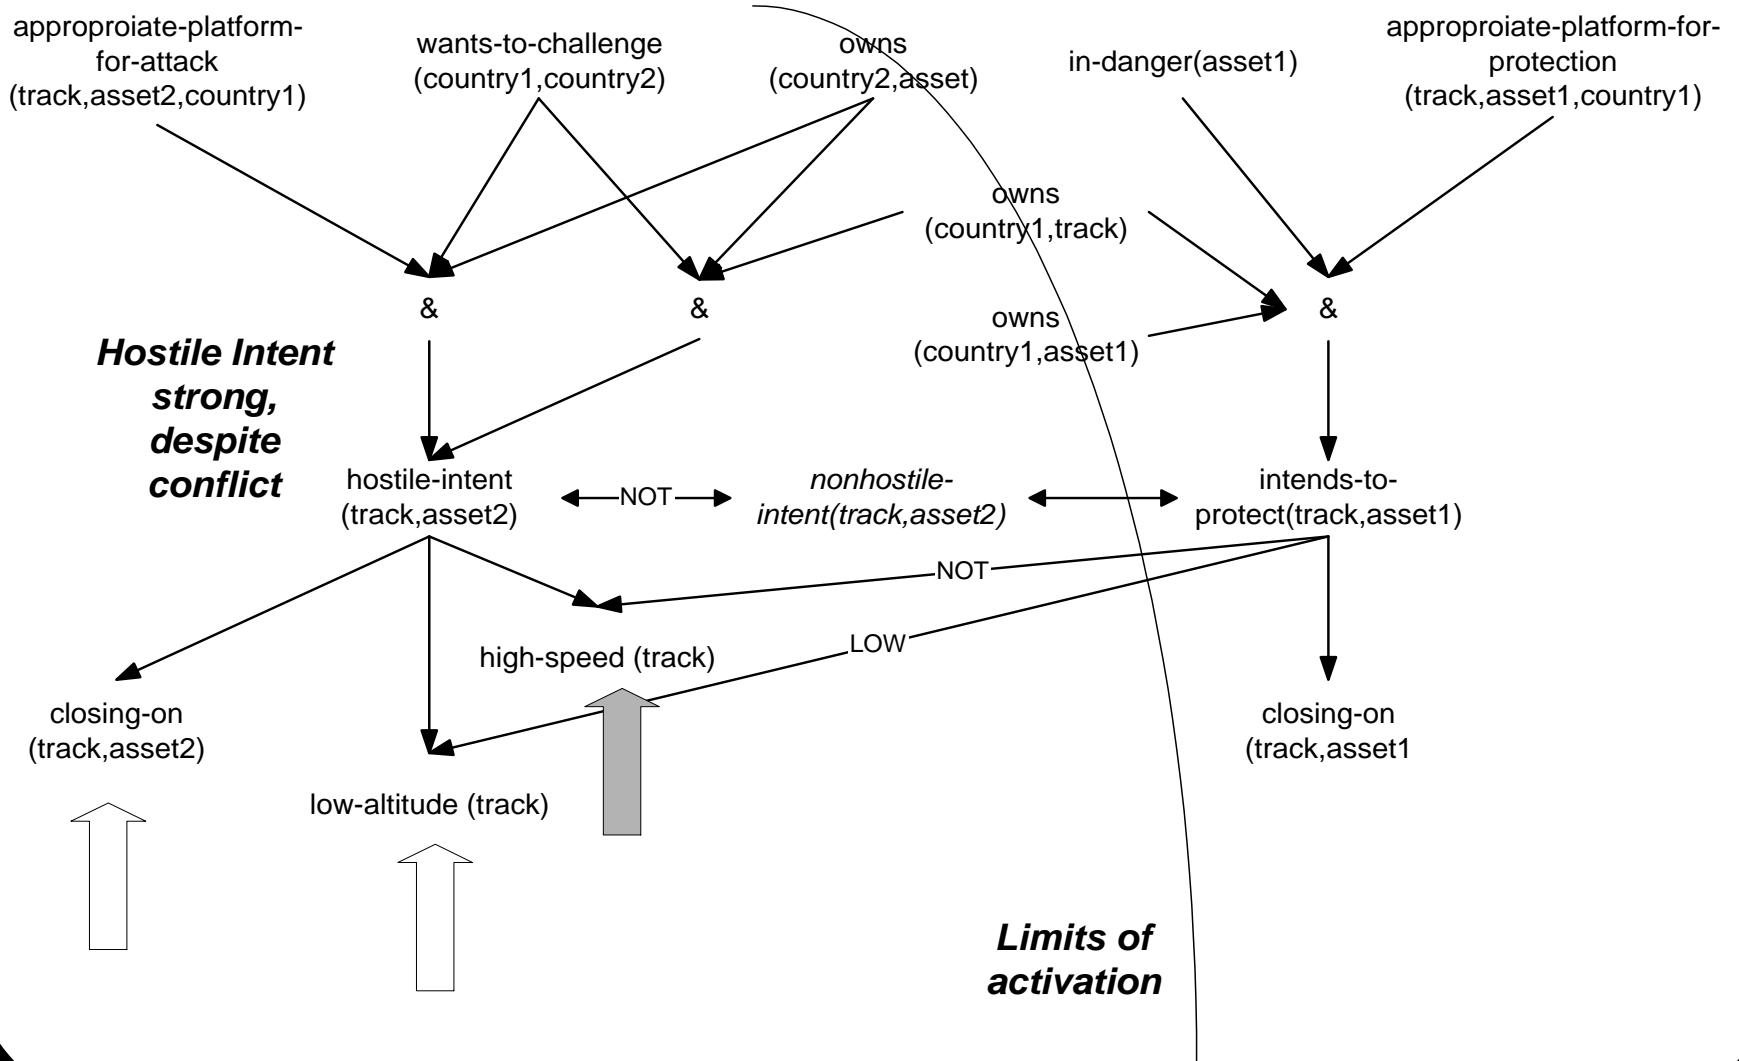 approproiate-platform-
for-attack
(track,asset2,country1)
wants-to-challenge
(country1,country2)
owns
(country2,asset)
in-danger(asset1)
approproiate-platform-for-
protection
(track,asset1,country1)
owns
(country1,track)
&
&
owns
(country1,asset1)
&
Hostile Intent
strong,
despite
conflict
hostile-intent
(track,asset2)
NOT
nonhostile-
intent(track,asset2)
intends-to-
protect(track,asset1)
NOT
LOW
high-speed (track)
closing-on
(track,asset2)
closing-on
(track,asset1
low-altitude (track)
Limits of
activation